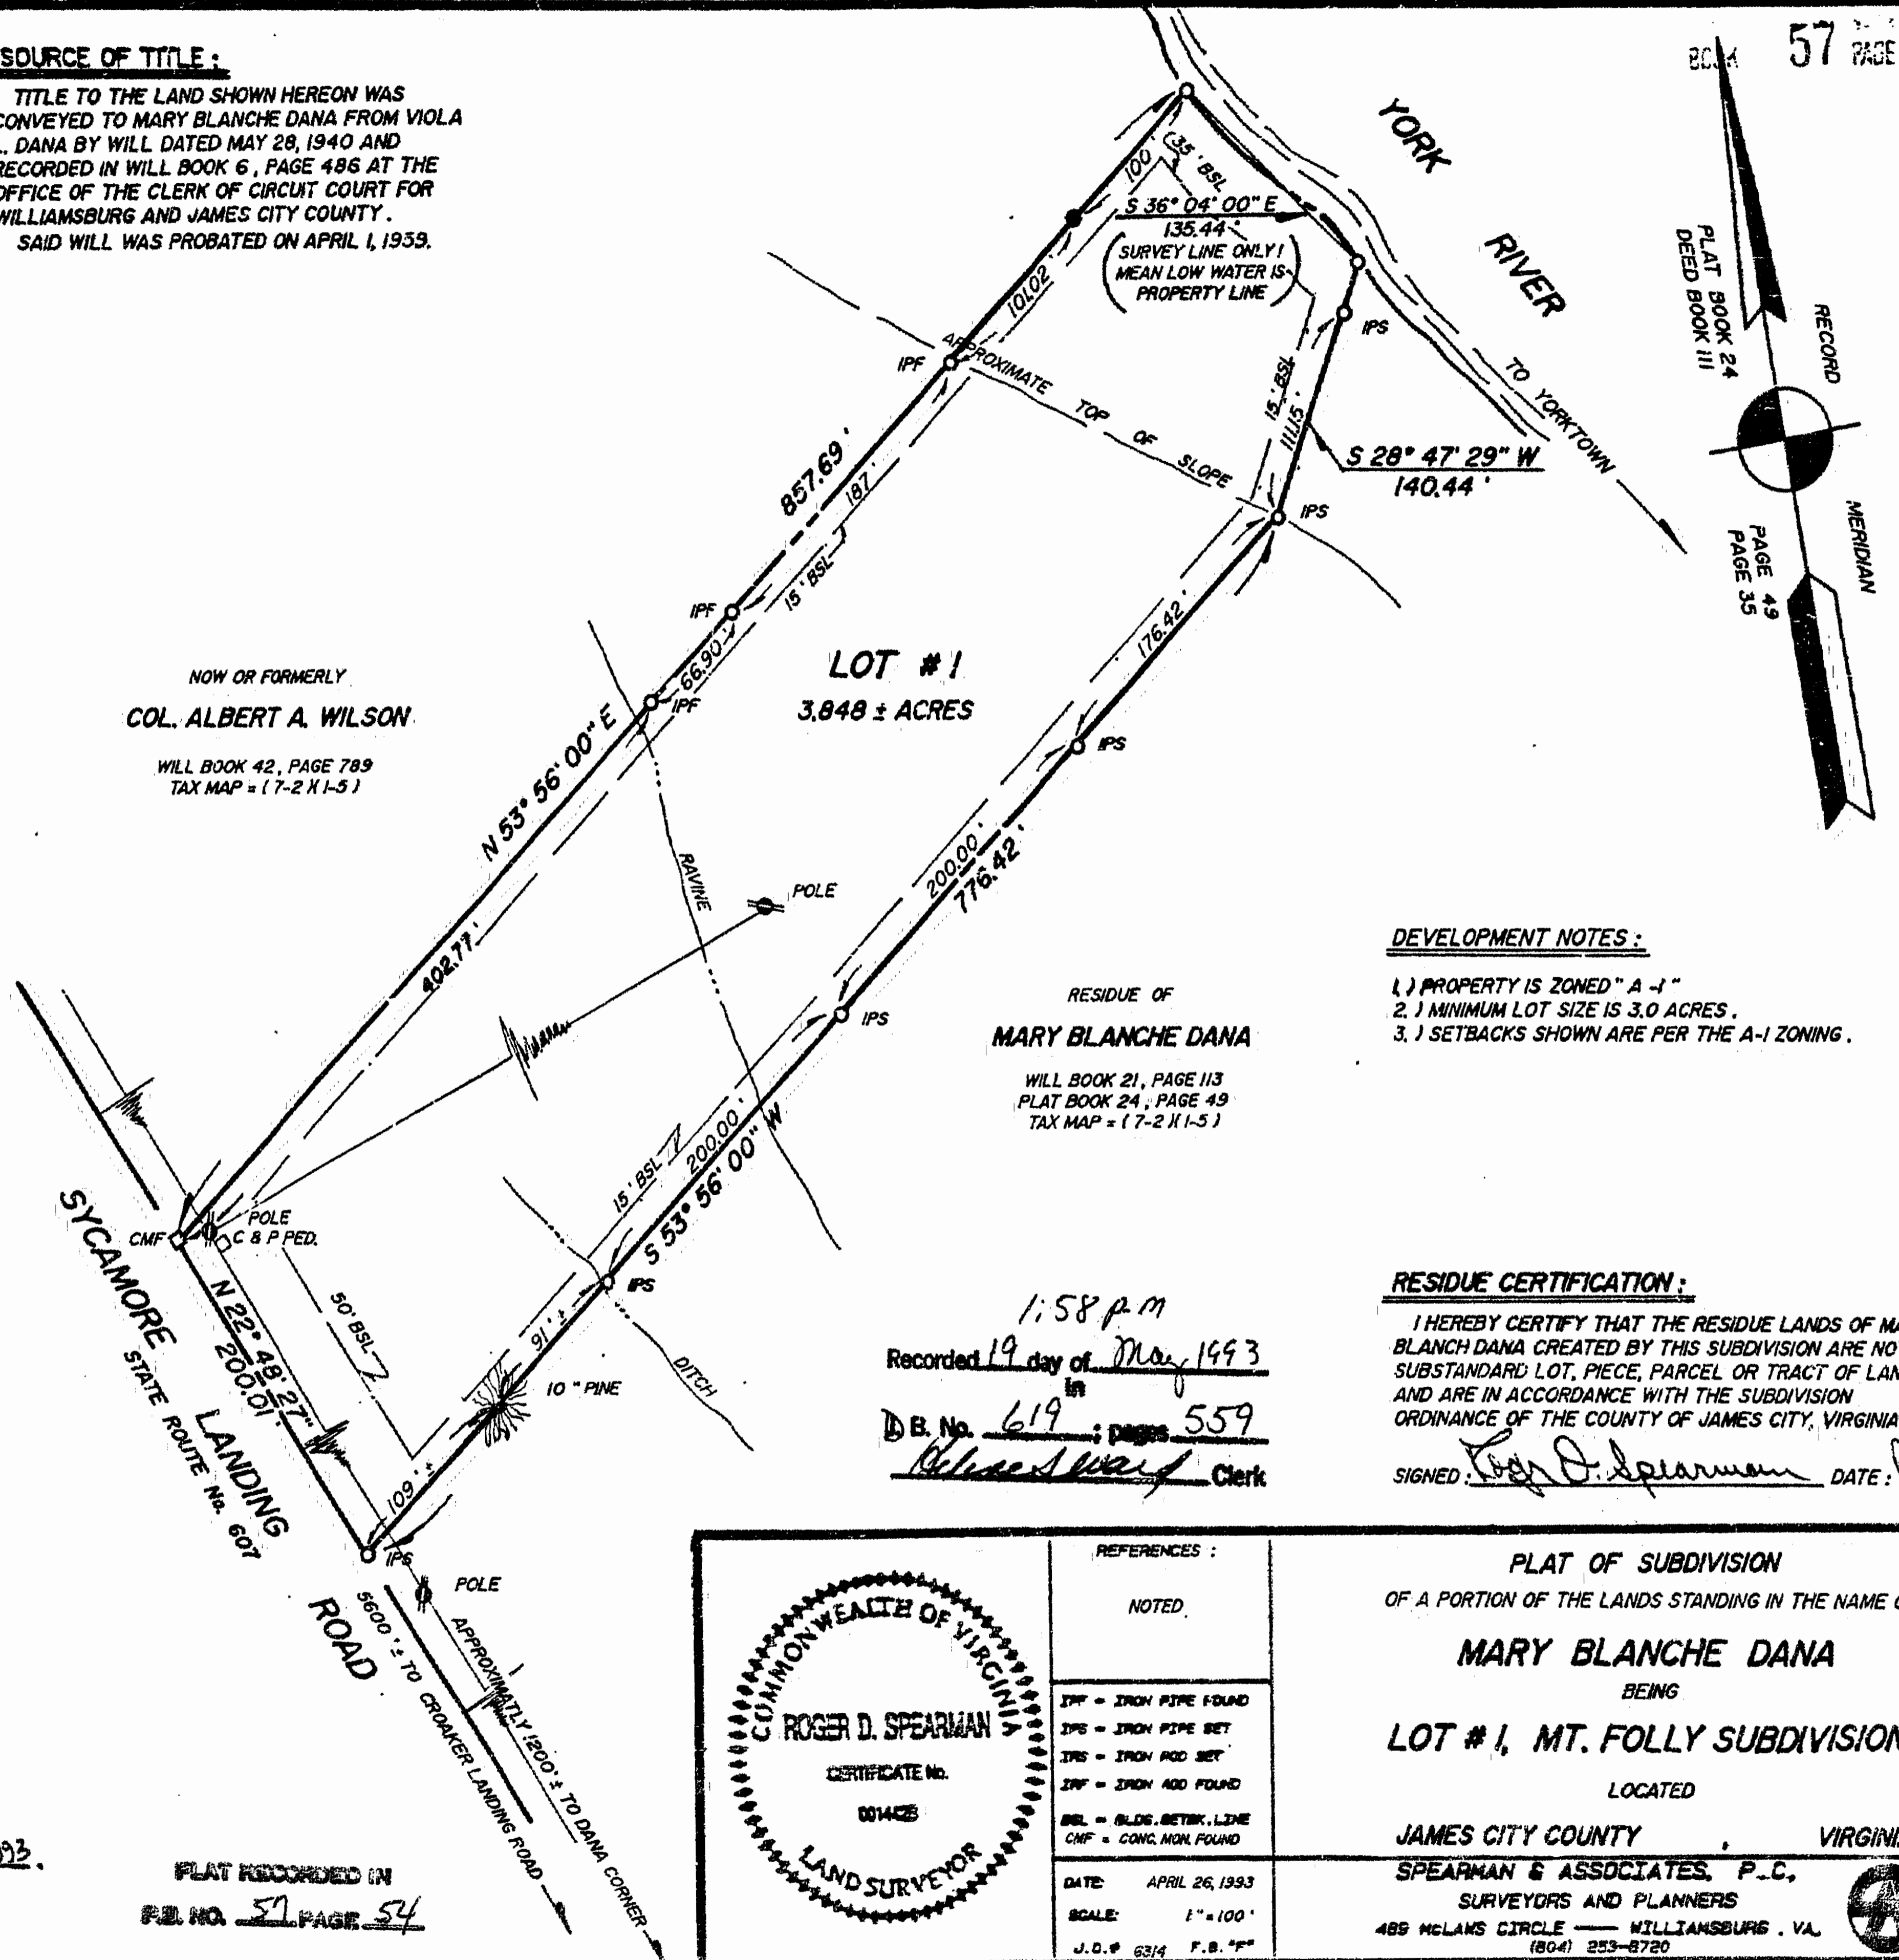 BOOK 57 PAGE
SOURCE OF TITLE :
TITLE TO THE LAND SHOWN HEREON WAS
CONVEYED TO MARY BLANCHE DANA FROM VIOLA
L. DANA BY WILL DATED MAY 28, 1940 AND
RECORDED IN WILL BOOK 6, PAGE 486 AT THE
OFFICE OF THE CLERK OF CIRCUIT COURT FOR
WILLIAMSBURG AND JAMES CITY COUNTY.
SAID WILL WAS PROBATED ON APRIL 1, 1959.
YORK
RIVER
TO YORKTOWN
PLAT BOOK 24
DEED BOOK 111
RECORD
MERIDIAN
PAGE 49
PAGE 35
100
35' BSL
S 36° 04' 00" E
135.44'
(SURVEY LINE ONLY!
MEAN LOW WATER IS
PROPERTY LINE)
101.02'
IPF
APPROXIMATE TOP OF SLOPE
IPS
15' BSL
111.15'
S 28° 47' 29" W
140.44'
IPS
857.69'
187'
15' BSL
IPF
66.90'
IPF
176.42'
IPS
LOT # 1
3.848 ± ACRES
NOW OR FORMERLY
COL. ALBERT A. WILSON
WILL BOOK 42, PAGE 789
TAX MAP = (7-2)(1-5)
N 53° 56' 00" E
402.77'
RAVINE
POLE
200.00'
776.42'
IPS
RESIDUE OF
MARY BLANCHE DANA
WILL BOOK 21, PAGE 113
PLAT BOOK 24, PAGE 49
TAX MAP = (7-2)(1-5)
DEVELOPMENT NOTES :
1.) PROPERTY IS ZONED "A-1"
2.) MINIMUM LOT SIZE IS 3.0 ACRES.
3.) SETBACKS SHOWN ARE PER THE A-1 ZONING.
15' BSL
200.00'
S 53° 56' 00" W
IPS
CMF
POLE
C & P PED.
50' BSL
N 22° 48' 27"
200.01'
SYCAMORE LANDING ROAD
STATE ROUTE No. 607
91' ±
10" PINE
DITCH
109' ±
IPS
POLE
5600' ± TO CROAKER LANDING ROAD
APPROXIMATLY 1200' ± TO DANA CORNER
1:58 p.m
Recorded 19 day of May 1993
in
D B. No. 619 ; pages 559
Clerk
RESIDUE CERTIFICATION :
I HEREBY CERTIFY THAT THE RESIDUE LANDS OF MA
BLANCH DANA CREATED BY THIS SUBDIVISION ARE NO
SUBSTANDARD LOT, PIECE, PARCEL OR TRACT OF LAN
AND ARE IN ACCORDANCE WITH THE SUBDIVISION
ORDINANCE OF THE COUNTY OF JAMES CITY, VIRGINIA
SIGNED : Roger D. Spearman DATE :
93.
PLAT RECORDED IN
P.B. NO. 57 PAGE 54
COMMONWEALTH OF VIRGINIA
ROGER D. SPEARMAN
CERTIFICATE No.
LAND SURVEYOR
REFERENCES :
NOTED.
IPF = IRON PIPE FOUND
IPS = IRON PIPE SET
IRS = IRON ROD SET
IRF = IRON ROD FOUND
BSL = BLDG. SETBK. LINE
CMF = CONC. MON. FOUND
DATE: APRIL 26, 1993
SCALE: 1" = 100'
J.O.# 6314 F.B. "F"
PLAT OF SUBDIVISION
OF A PORTION OF THE LANDS STANDING IN THE NAME O
MARY BLANCHE DANA
BEING
LOT # 1, MT. FOLLY SUBDIVISION
LOCATED
JAMES CITY COUNTY , VIRGINI
SPEARMAN & ASSOCIATES, P.C.
SURVEYORS AND PLANNERS
489 McLAWS CIRCLE — WILLIAMSBURG, VA.
(804) 253-8720